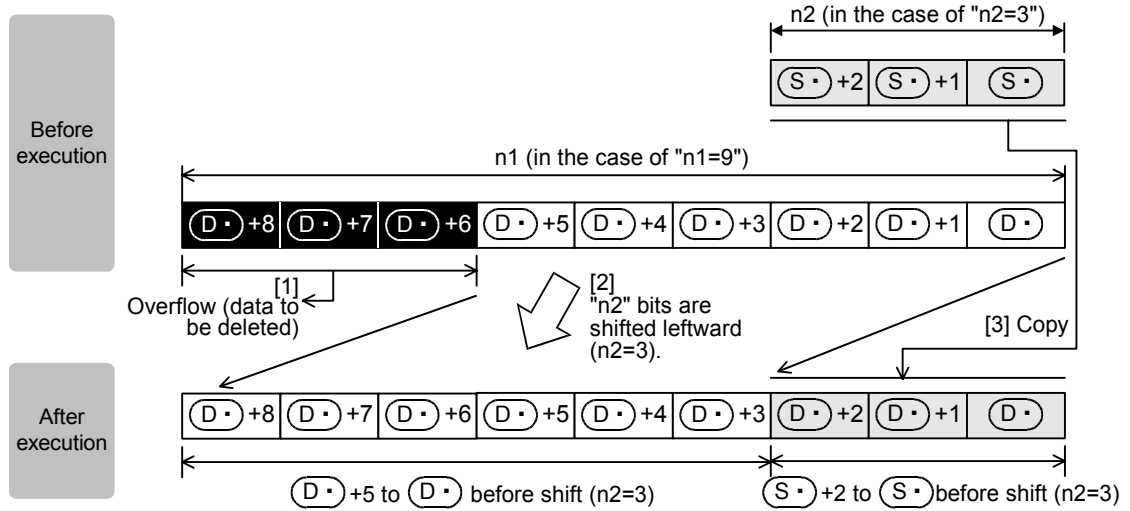 n2 (in the case of "n2=3")
S・ +2 S・ +1 S・
Before
execution
n1 (in the case of "n1=9")
D・ +8 D・ +7 D・ +6 D・ +5 D・ +4 D・ +3 D・ +2 D・ +1 D・
[1]
Overflow (data to
be deleted)
[2]
"n2" bits are
shifted leftward
(n2=3).
[3] Copy
After
execution
D・ +8 D・ +7 D・ +6 D・ +5 D・ +4 D・ +3 D・ +2 D・ +1 D・
D・ +5 to D・ before shift (n2=3)
S・ +2 to S・ before shift (n2=3)